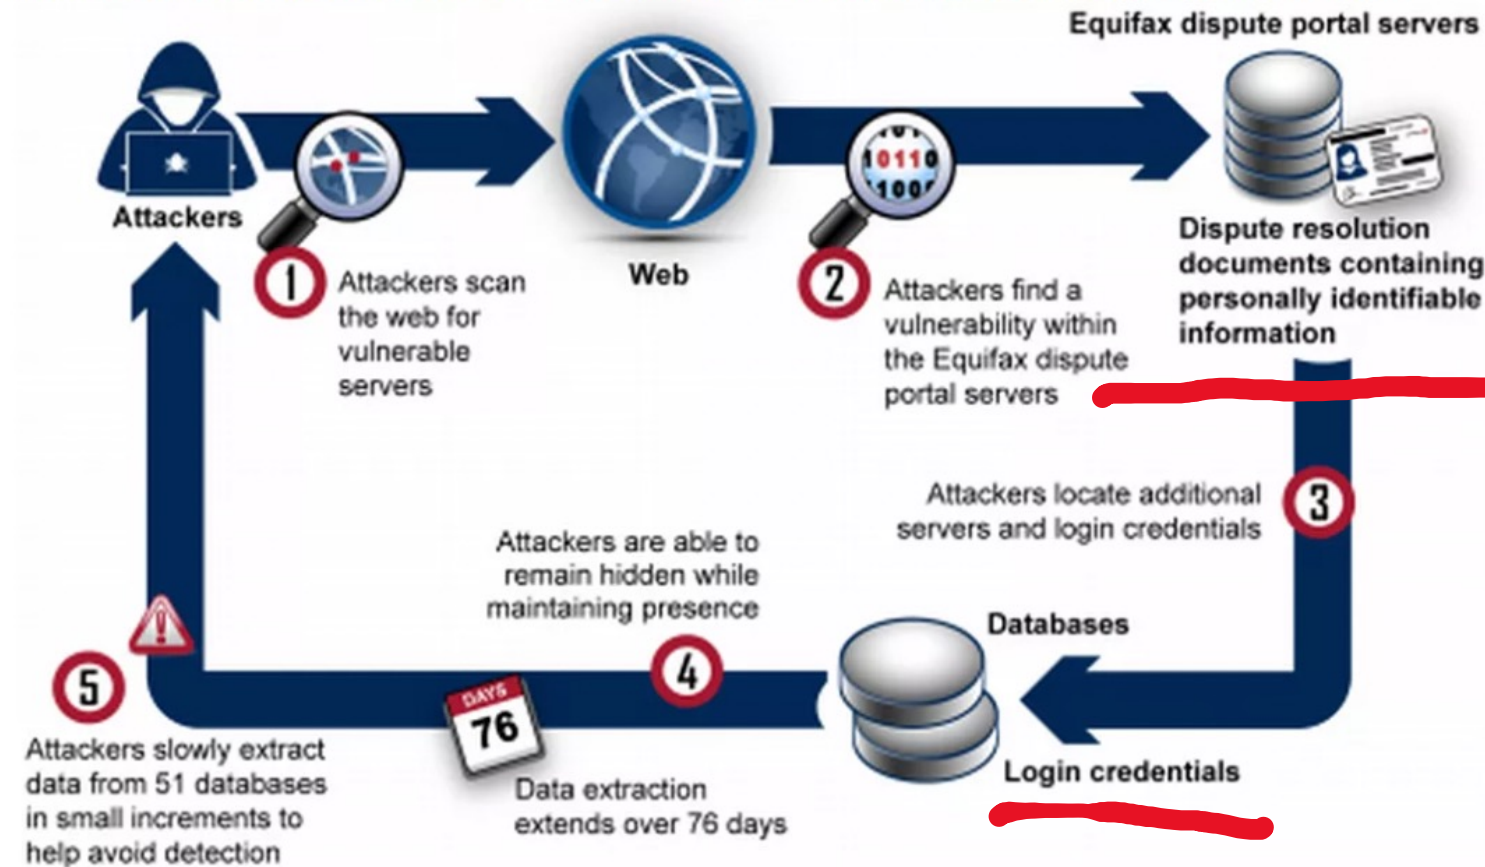 Equifax dispute portal servers
10110
1100
Attackers
Web
Dispute resolution
documents containing
personally identifiable
information
1
Attackers scan
the web for
vulnerable
servers
2
Attackers find a
vulnerability within
the Equifax dispute
portal servers
3
Attackers locate additional
servers and login credentials
Databases
Login credentials
4
Attackers are able to
remain hidden while
maintaining presence
DAYS
76
Data extraction
extends over 76 days
5
Attackers slowly extract
data from 51 databases
in small increments to
help avoid detection